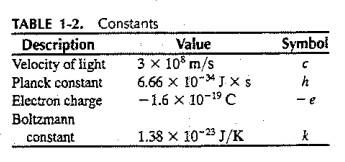 TABLE 1-2. Constants
Description Value Symbol
Velocity of light 3 × 10⁸ m/s c
Planck constant 6.66 × 10⁻³⁴ J × s h
Electron charge −1.6 × 10⁻¹⁹ C − e
Boltzmann
constant 1.38 × 10⁻²³ J/K k